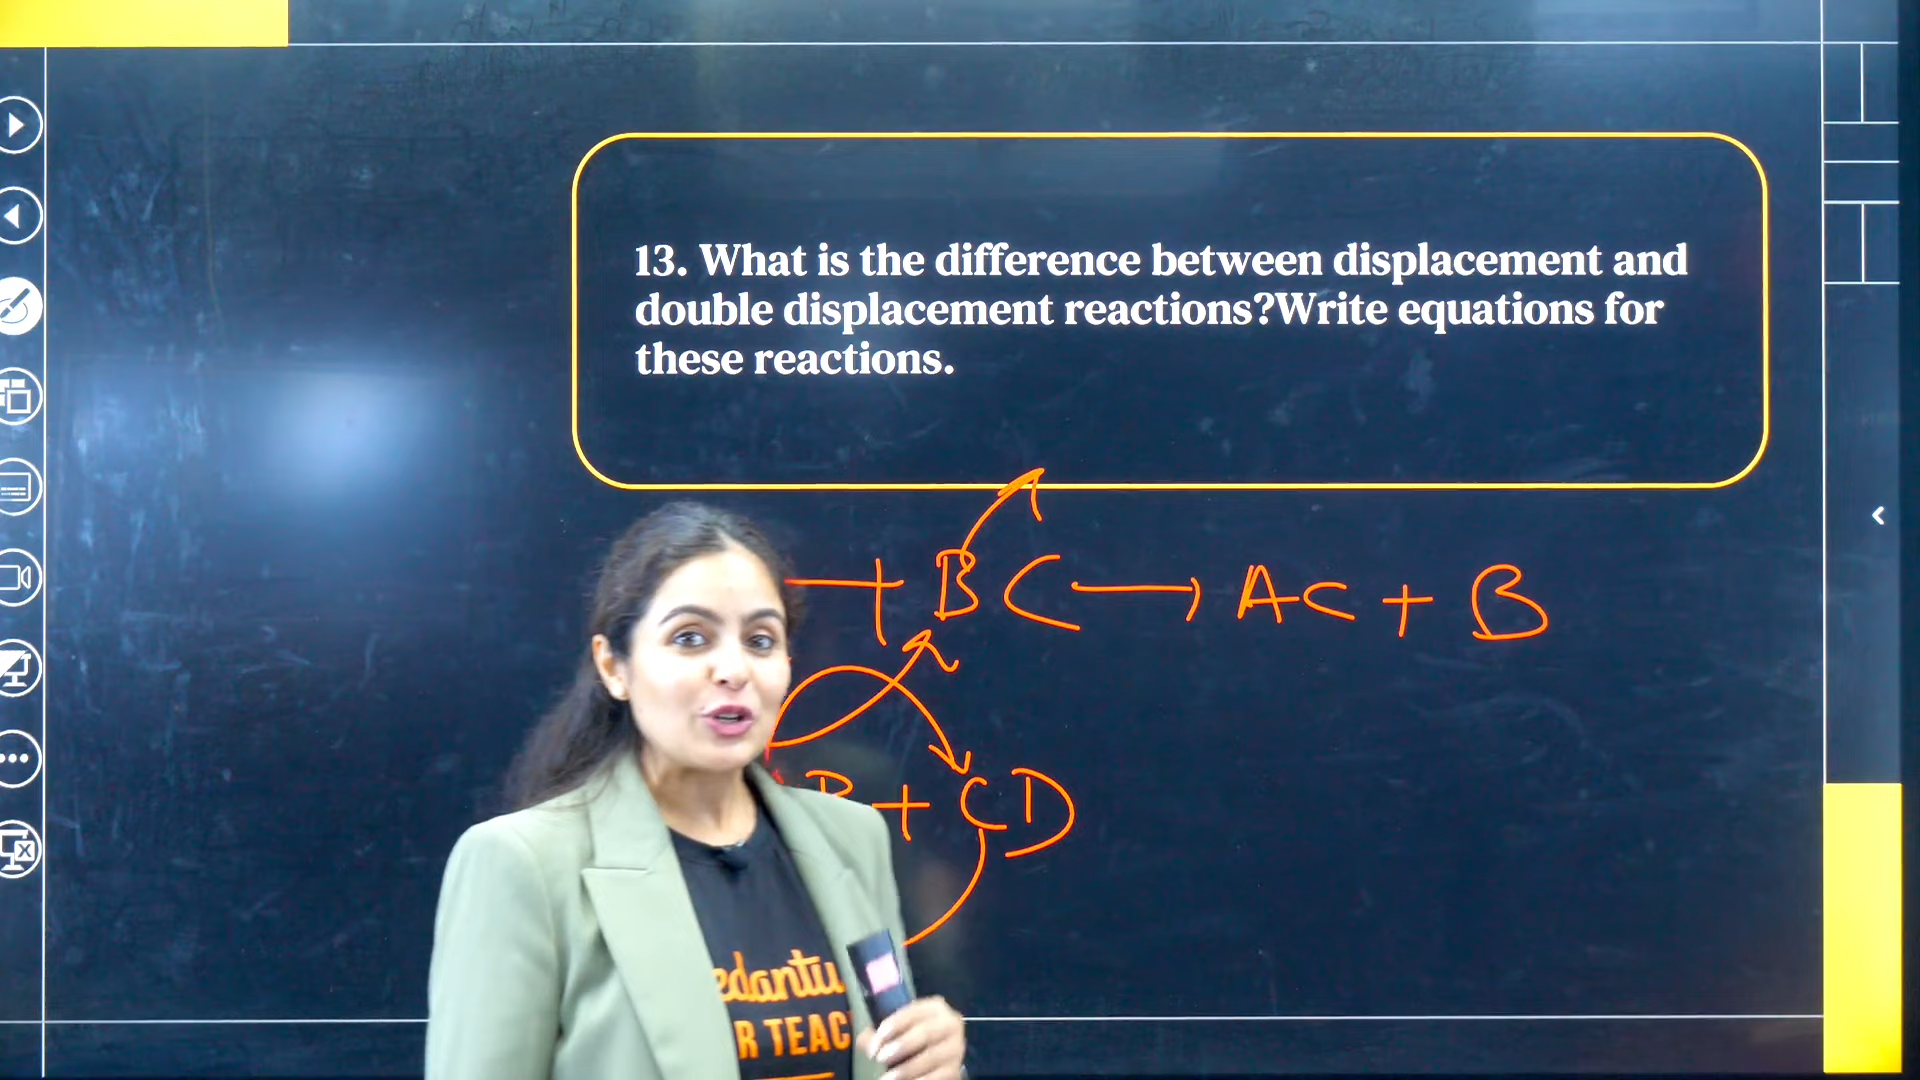 13. What is the difference between displacement and
double displacement reactions?Write equations for
these reactions.
+ BC → AC + B
B + CD
edantu
R TEAC